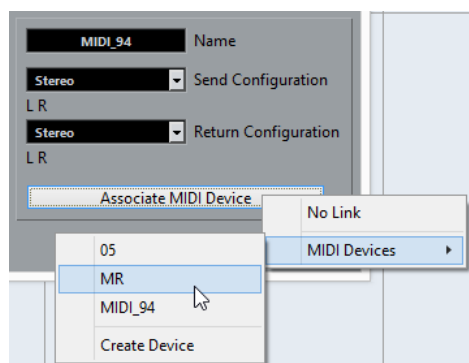 MIDI_94 Name
Stereo Send Configuration
L R
Stereo Return Configuration
L R
Associate MIDI Device
No Link
MIDI Devices
05
MR
MIDI_94
Create Device